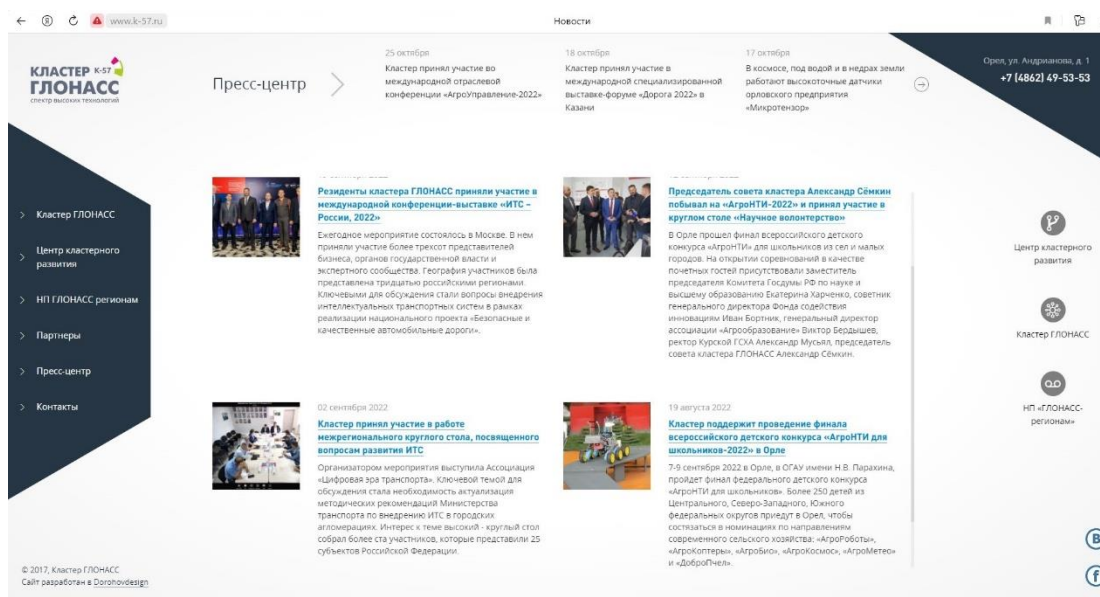 www.k-57.ru
Новости
КЛАСТЕР К-57
ГЛОНАСС
спектр высоких технологий
Пресс-центр
25 октября
Кластер принял участие во
международной отраслевой
конференции «АгроУправление-2022»
18 октября
Кластер принял участие в
международной специализированной
выставке-форуме «Дорога 2022» в
Казани
17 октября
В космосе, под водой и в недрах земли
работают высокоточные датчики
орловского предприятия
«Микротензор»
Орел, ул. Андрианова, д. 1
+7 (4862) 49-53-53
Кластер ГЛОНАСС
Центр кластерного
развития
НП ГЛОНАСС регионам
Партнеры
Пресс-центр
Контакты
Резиденты кластера ГЛОНАСС приняли участие в
международной конференции-выставке «ИТС –
России, 2022»
Ежегодное мероприятие состоялось в Москве. В нем
приняли участие более трехсот представителей
бизнеса, органов государственной власти и
экспертного сообщества. География участников была
представлена тридцатью российскими регионами.
Ключевыми для обсуждения стали вопросы внедрения
интеллектуальных транспортных систем в рамках
реализации национального проекта «Безопасные и
качественные автомобильные дороги».
Председатель совета кластера Александр Сёмкин
побывал на «АгроНТИ-2022» и принял участие в
круглом столе «Научное волонтерство»
В Орле прошел финал всероссийского детского
конкурса «АгроНТИ» для школьников из сел и малых
городов. На открытии соревнований в качестве
почетных гостей присутствовали заместитель
председателя Комитета Госдумы РФ по науке и
высшему образованию Екатерина Харченко, советник
генерального директора Фонда содействия
инновациям Иван Бортник, генеральный директор
ассоциации «Агрообразование» Виктор Бердышев,
ректор Курской ГСХА Александр Мусьял, председатель
совета кластера ГЛОНАСС Александр Сёмкин.
02 сентября 2022
Кластер принял участие в работе
межрегионального круглого стола, посвященного
вопросам развития ИТС
Организатором мероприятия выступила Ассоциация
«Цифровая эра транспорта». Ключевой темой для
обсуждения стала необходимость актуализация
методических рекомендаций Министерства
транспорта по внедрению ИТС в городских
агломерациях. Интерес к теме высокий - круглый стол
собрал более ста участников, которые представили 25
субъектов Российской Федерации.
19 августа 2022
Кластер поддержит проведение финала
всероссийского детского конкурса «АгроНТИ для
школьников-2022» в Орле
7-9 сентября 2022 в Орле, в ОГАУ имени Н.В. Парахина,
пройдет финал федерального детского конкурса
«АгроНТИ для школьников». Более 250 детей из
Центрального, Северо-Западного, Южного
федеральных округов приедут в Орел, чтобы
состязаться в номинациях по направлениям
современного сельского хозяйства: «АгроРоботы»,
«АгроКоптеры», «АгроБио», «АгроКосмос», «АгроМетео»
и «ДоброПчел».
Центр кластерного
развития
Кластер ГЛОНАСС
НП «ГЛОНАСС-
регионам»
© 2017, Кластер ГЛОНАСС
Сайт разработан в Dorohovdesign